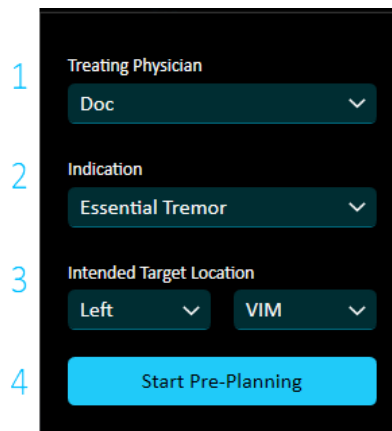 1
Treating Physician
Doc
2
Indication
Essential Tremor
3
Intended Target Location
Left VIM
4
Start Pre-Planning